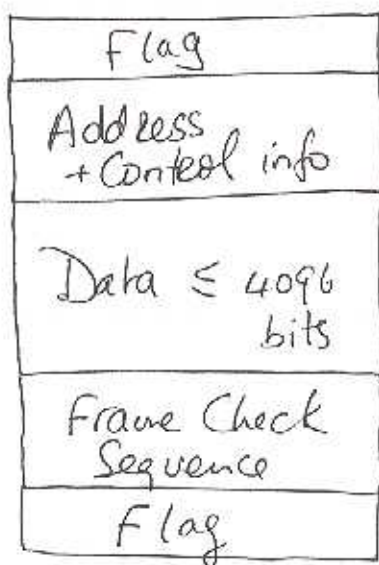 Flag
Address
+ Control info
Data ≤ 4096
bits
Frame Check
Sequence
Flag